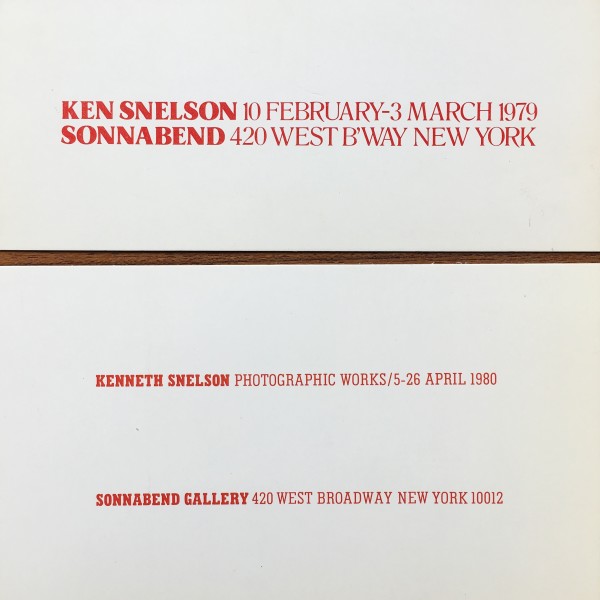 KEN SNELSON 10 FEBRUARY-3 MARCH 1979
SONNABEND 420 WEST B'WAY NEW YORK
KENNETH SNELSON PHOTOGRAPHIC WORKS/5-26 APRIL 1980
SONNABEND GALLERY 420 WEST BROADWAY NEW YORK 10012